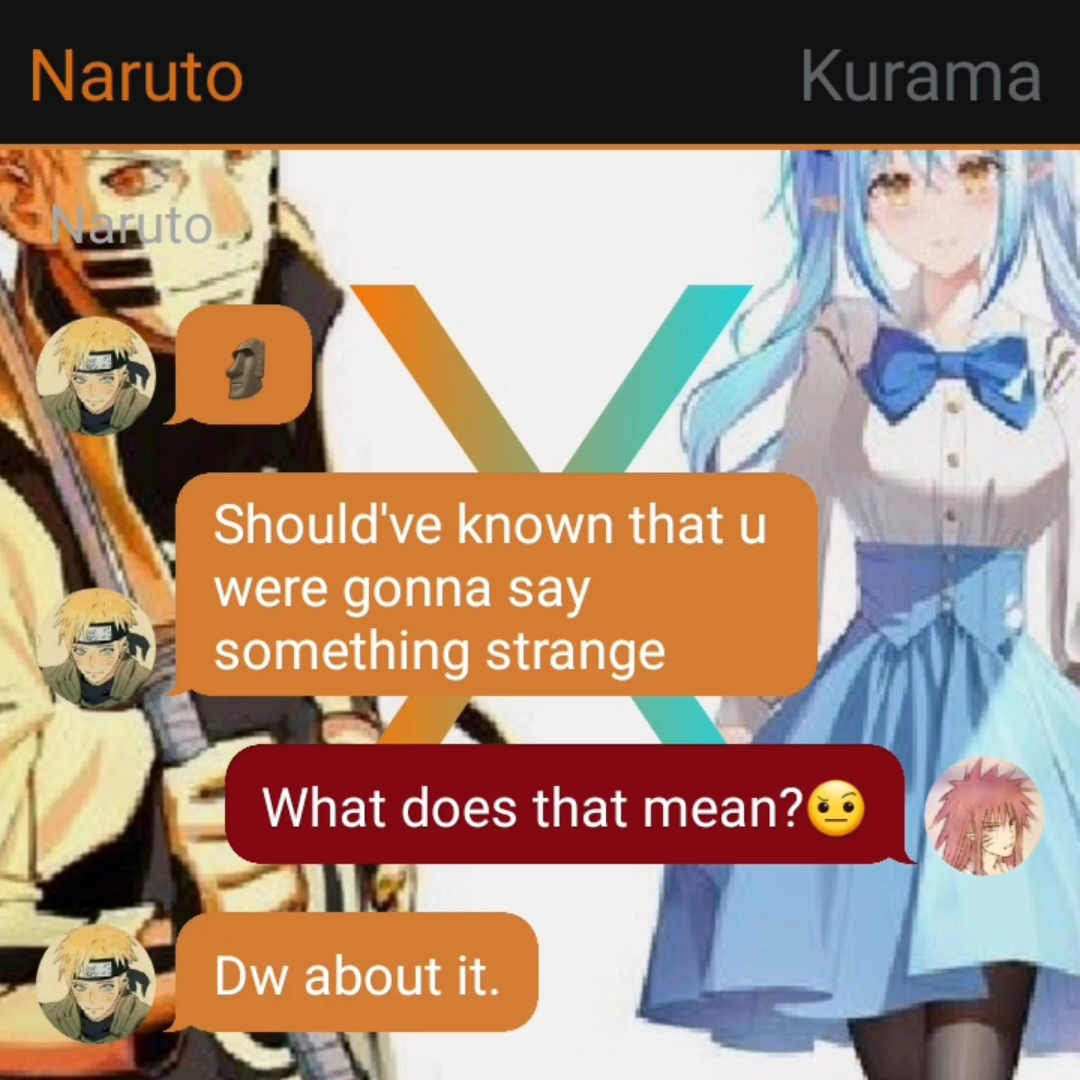 Naruto
Kurama
Naruto
🗿
Should've known that u
were gonna say
something strange
What does that mean?🤨
Dw about it.